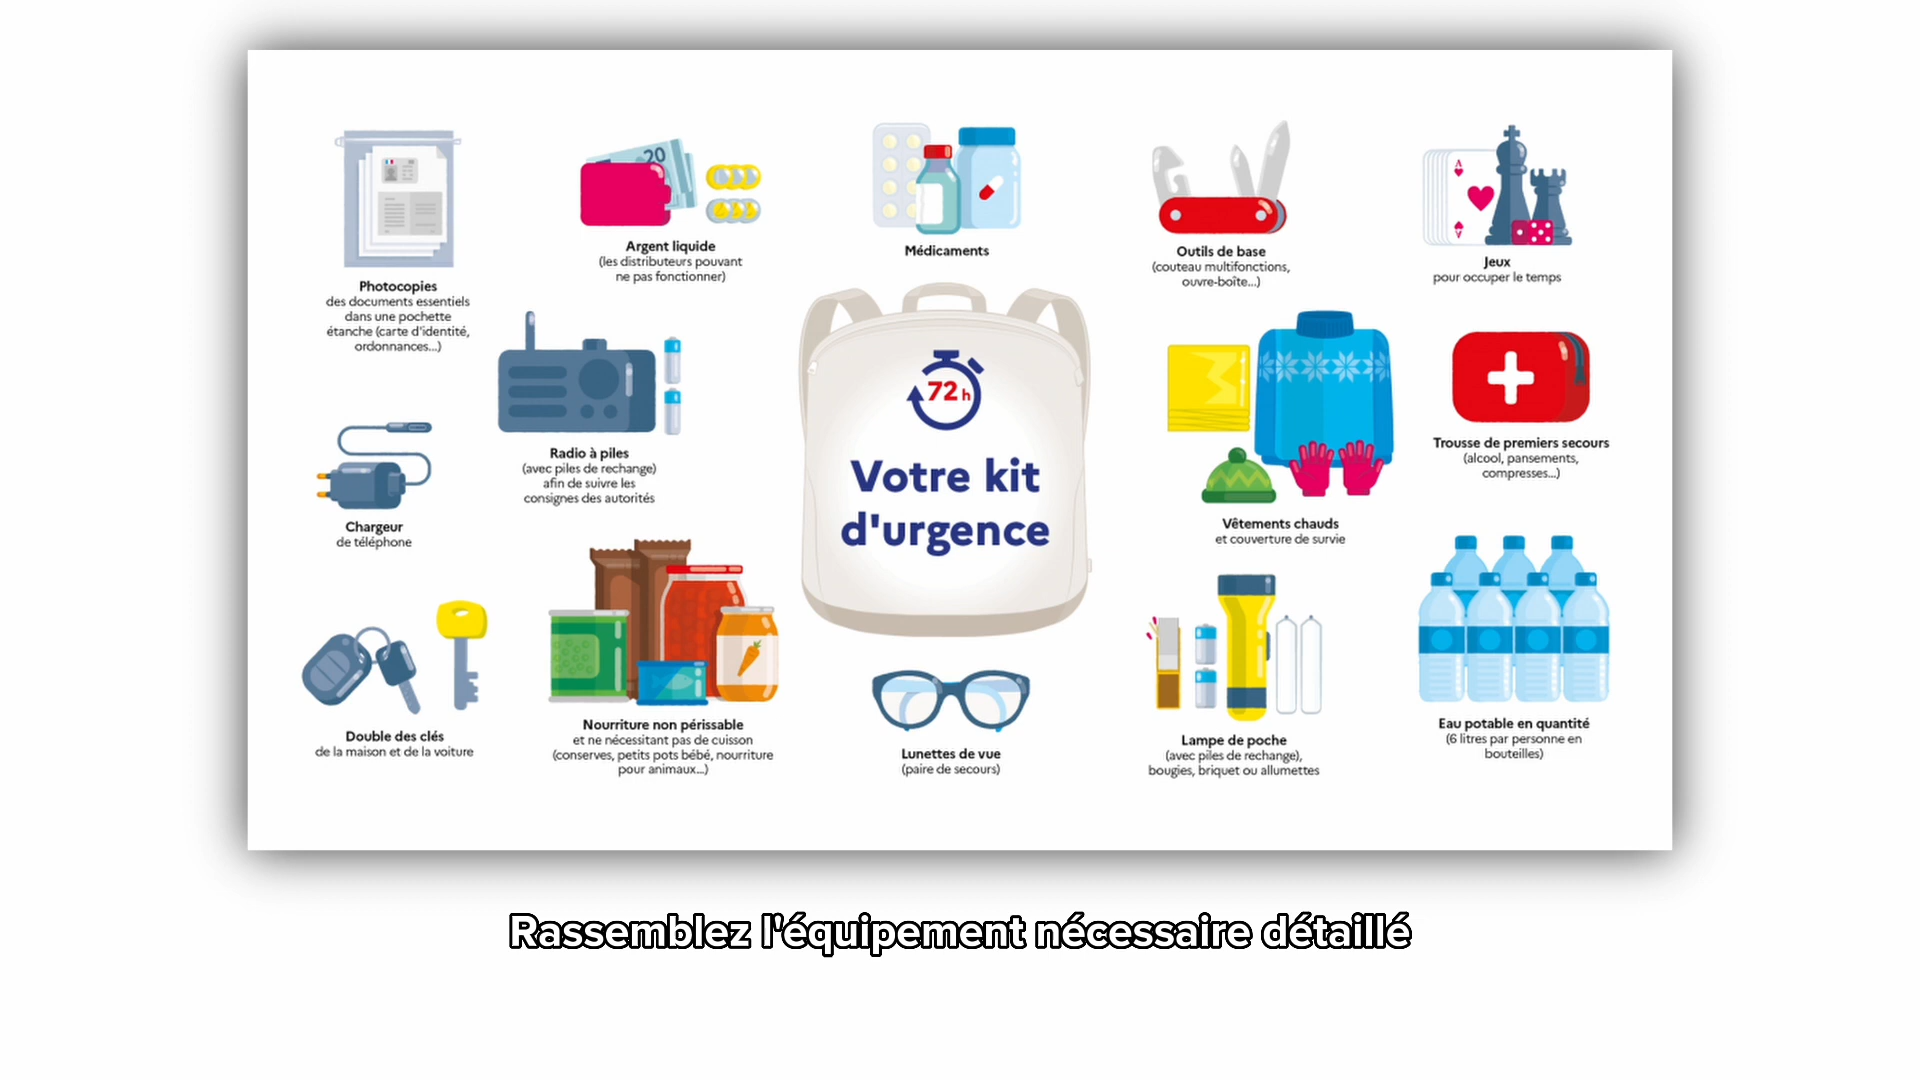 20
Photocopies
des documents essentiels
dans une pochette
étanche (carte d'identité,
ordonnances...)
Argent liquide
(les distributeurs pouvant
ne pas fonctionner)
Médicaments
Outils de base
(couteau multifonctions,
ouvre-boîte...)
A
Jeux
pour occuper le temps
Radio à piles
(avec piles de rechange)
afin de suivre les
consignes des autorités
72h
Votre kit
d'urgence
Vêtements chauds
et couverture de survie
Trousse de premiers secours
(alcool, pansements,
compresses...)
Chargeur
de téléphone
Double des clés
de la maison et de la voiture
Nourriture non périssable
et ne nécessitant pas de cuisson
(conserves, petits pots bébé, nourriture
pour animaux...)
Lunettes de vue
(paire de secours)
Lampe de poche
(avec piles de rechange),
bougies, briquet ou allumettes
Eau potable en quantité
(6 litres par personne en
bouteilles)
Rassemblez l'équipement nécessaire détaillé